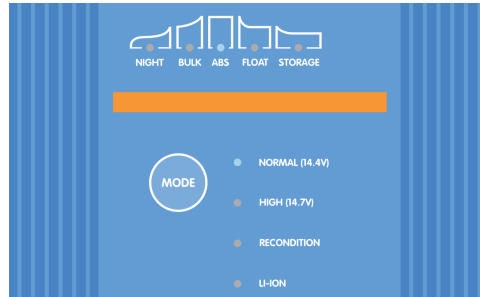 NIGHT BULK ABS FLOAT STORAGE
NORMAL (14.4V)
MODE
HIGH (14.7V)
RECONDITION
LI-ION